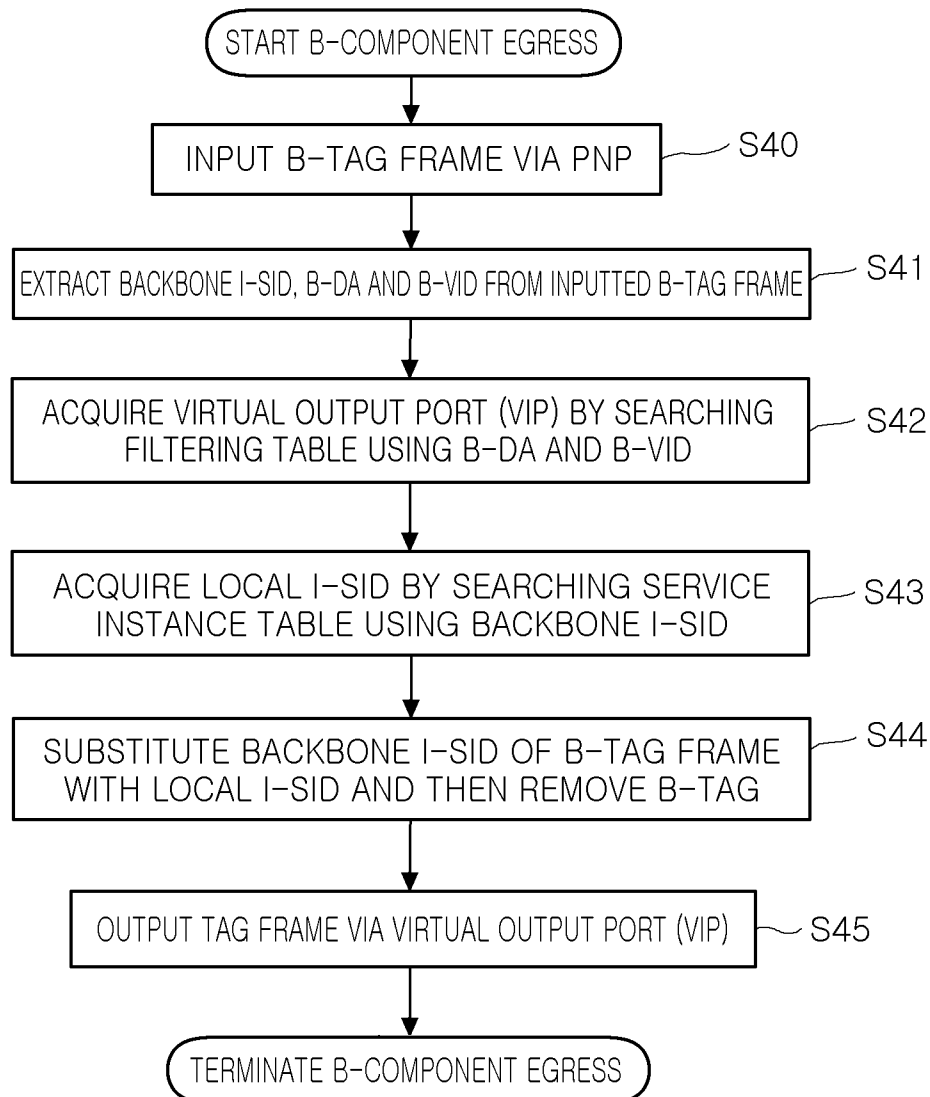 START B-COMPONENT EGRESS
INPUT B-TAG FRAME VIA PNP
S40
EXTRACT BACKBONE I-SID, B-DA AND B-VID FROM INPUTTED B-TAG FRAME
S41
ACQUIRE VIRTUAL OUTPUT PORT (VIP) BY SEARCHING
FILTERING TABLE USING B-DA AND B-VID
S42
ACQUIRE LOCAL I-SID BY SEARCHING SERVICE
INSTANCE TABLE USING BACKBONE I-SID
S43
SUBSTITUTE BACKBONE I-SID OF B-TAG FRAME
WITH LOCAL I-SID AND THEN REMOVE B-TAG
S44
OUTPUT TAG FRAME VIA VIRTUAL OUTPUT PORT (VIP)
S45
TERMINATE B-COMPONENT EGRESS